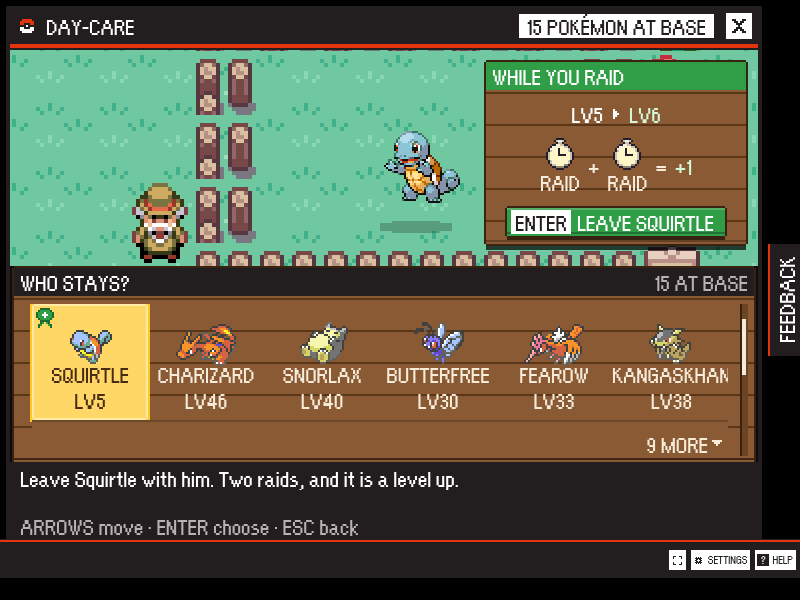 DAY-CARE
15 POKÉMON AT BASE
X
WHILE YOU RAID
LV5 LV6
RAID + RAID = +1
ENTER LEAVE SQUIRTLE
FEEDBACK
WHO STAYS?
15 AT BASE
SQUIRTLE
LV5
CHARIZARD
LV46
SNORLAX
LV40
BUTTERFREE
LV30
FEAROW
LV33
KANGASKHAN
LV38
9 MORE
Leave Squirtle with him. Two raids, and it is a level up.
ARROWS move · ENTER choose · ESC back
SETTINGS
? HELP